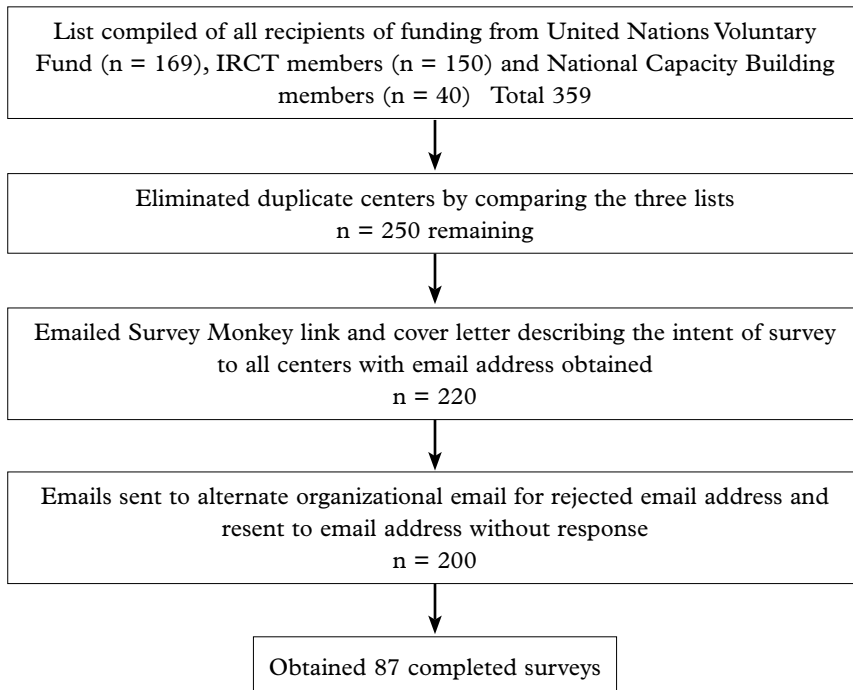 List compiled of all recipients of funding from United Nations Voluntary
Fund (n = 169), IRCT members (n = 150) and National Capacity Building
members (n = 40)   Total 359
Eliminated duplicate centers by comparing the three lists
n = 250 remaining
Emailed Survey Monkey link and cover letter describing the intent of survey
to all centers with email address obtained
n = 220
Emails sent to alternate organizational email for rejected email address and
resent to email address without response
n = 200
Obtained 87 completed surveys